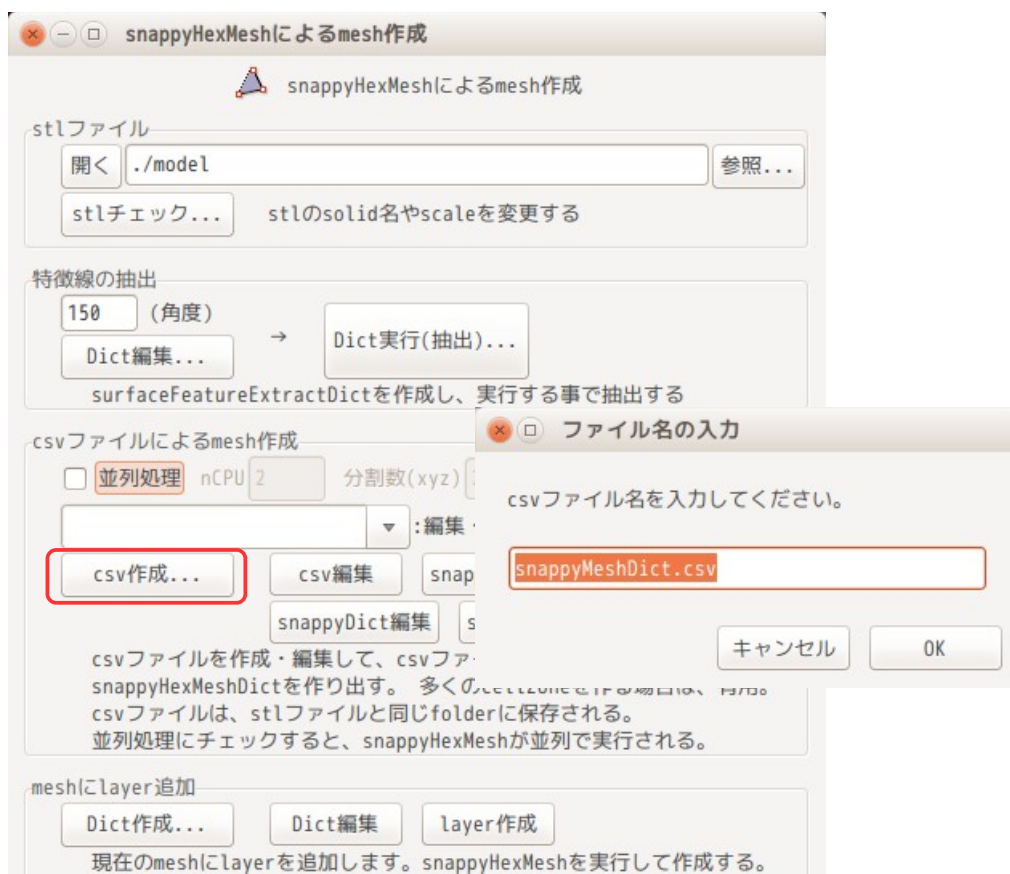 snappyHexMeshによるmesh作成
snappyHexMeshによるmesh作成
stlファイル
開く ./model 参照...
stlチェック... stlのsolid名やscaleを変更する
特徴線の抽出
150 (角度)
→ Dict実行(抽出)...
Dict編集...
surfaceFeatureExtractDictを作成し、実行する事で抽出する
csvファイルによるmesh作成
並列処理 nCPU 2 分割数(xyz)
:編集
csv作成... csv編集 snap
snappyDict編集 s
csvファイルを作成・編集して、csvファ
snappyHexMeshDictを作り出す。 多くのcellZoneを作る場合は、有用。
csvファイルは、stlファイルと同じfolderに保存される。
並列処理にチェックすると、snappyHexMeshが並列で実行される。
meshにlayer追加
Dict作成... Dict編集 layer作成
現在のmeshにlayerを追加します。snappyHexMeshを実行して作成する。
ファイル名の入力
csvファイル名を入力してください。
snappyMeshDict.csv
キャンセル OK